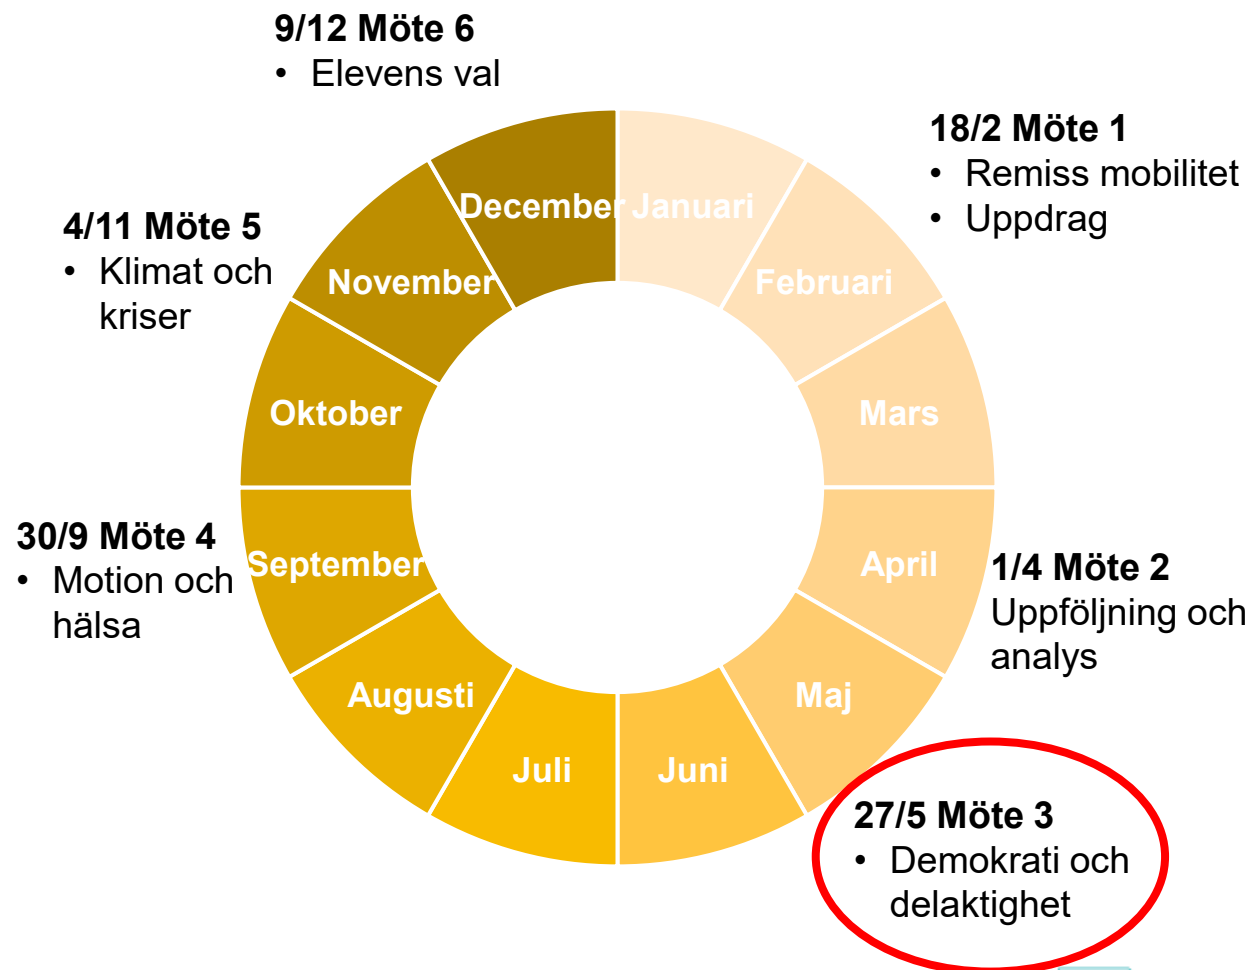 9/12 Möte 6
• Elevens val
18/2 Möte 1
• Remiss mobilitet
• Uppdrag
4/11 Möte 5
• Klimat och
kriser
December
Januari
November
Februari
Oktober
Mars
30/9 Möte 4
• Motion och
hälsa
September
April
1/4 Möte 2
Uppföljning och
analys
Augusti
Maj
Juli
Juni
27/5 Möte 3
• Demokrati och
delaktighet